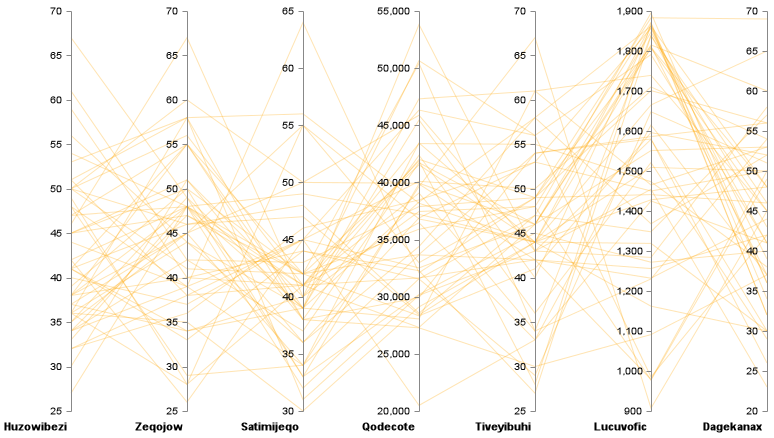 70 70 65 55,000 70 1,900 70
65 65 60 50,000 65 1,800 65
60 60 55 45,000 60 1,700 60
55 55 50 40,000 55 1,600 55
50 50 45 35,000 50 1,500 50
45 45 40 30,000 45 1,400 45
40 40 35 25,000 40 1,300 40
35 35 30 20,000 35 1,200 35
30 30 30 1,100 30
25 25 25 1,000 25
900 20
Huzowibezi Zeqojow Satimijeqo Qodecote Tiveyibuhi Lucuvofic Dagekanax